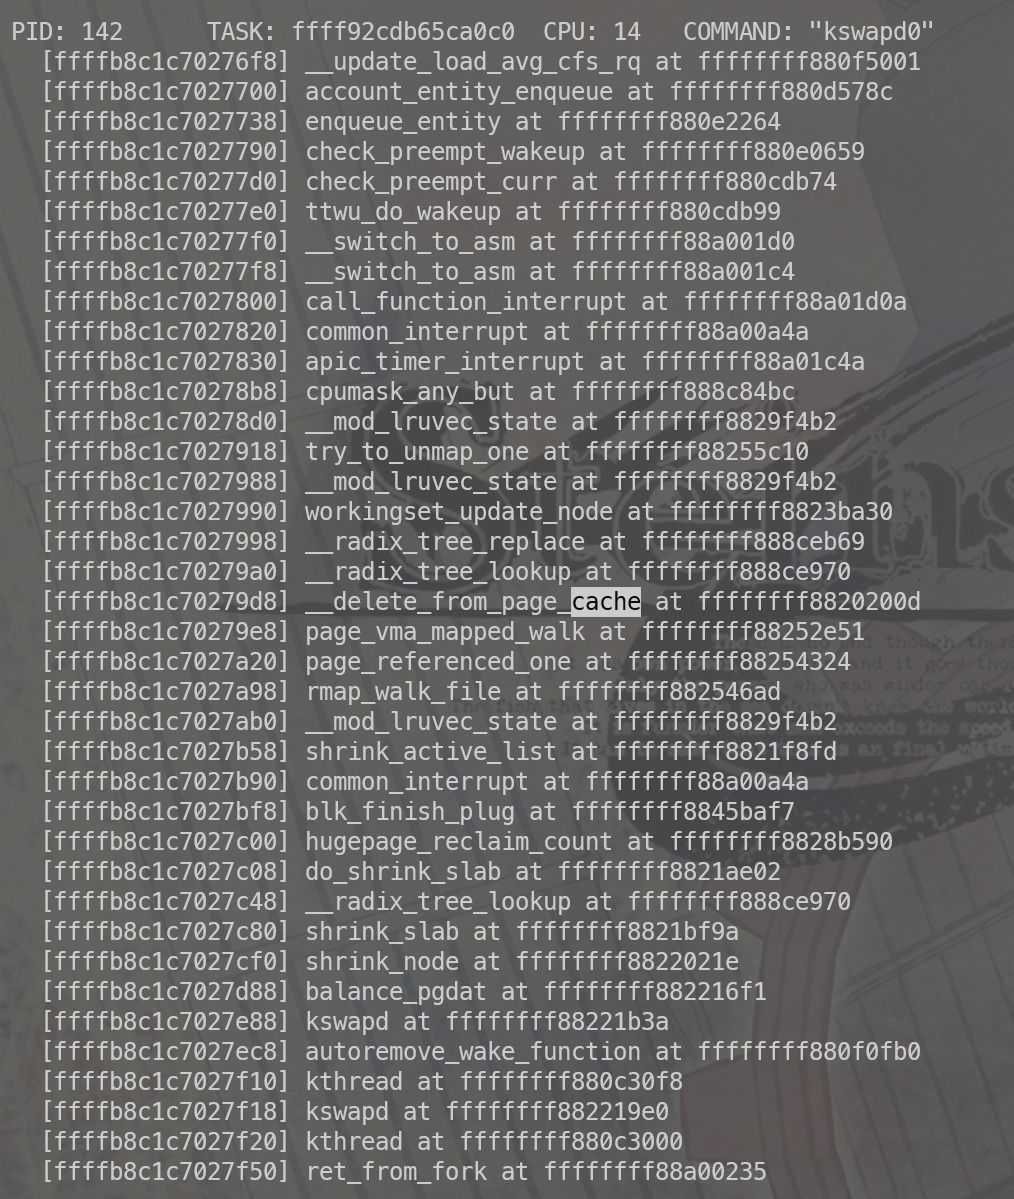 PID: 142      TASK: ffff92cdb65ca0c0  CPU: 14   COMMAND: "kswapd0"
[ffffb8c1c70276f8] __update_load_avg_cfs_rq at ffffffff880f5001
[ffffb8c1c7027700] account_entity_enqueue at ffffffff880d578c
[ffffb8c1c7027738] enqueue_entity at ffffffff880e2264
[ffffb8c1c7027790] check_preempt_wakeup at ffffffff880e0659
[ffffb8c1c70277d0] check_preempt_curr at ffffffff880cdb74
[ffffb8c1c70277e0] ttwu_do_wakeup at ffffffff880cdb99
[ffffb8c1c70277f0] __switch_to_asm at ffffffff88a001d0
[ffffb8c1c70277f8] __switch_to_asm at ffffffff88a001c4
[ffffb8c1c7027800] call_function_interrupt at ffffffff88a01d0a
[ffffb8c1c7027820] common_interrupt at ffffffff88a00a4a
[ffffb8c1c7027830] apic_timer_interrupt at ffffffff88a01c4a
[ffffb8c1c70278b8] cpumask_any_but at ffffffff888c84bc
[ffffb8c1c70278d0] __mod_lruvec_state at ffffffff8829f4b2
[ffffb8c1c7027918] try_to_unmap_one at ffffffff88255c10
[ffffb8c1c7027988] __mod_lruvec_state at ffffffff8829f4b2
[ffffb8c1c7027990] workingset_update_node at ffffffff8823ba30
[ffffb8c1c7027998] __radix_tree_replace at ffffffff888ceb69
[ffffb8c1c70279a0] __radix_tree_lookup at ffffffff888ce970
[ffffb8c1c70279d8] __delete_from_page_cache at ffffffff8820200d
[ffffb8c1c70279e8] page_vma_mapped_walk at ffffffff88252e51
[ffffb8c1c7027a20] page_referenced_one at ffffffff88254324
[ffffb8c1c7027a98] rmap_walk_file at ffffffff882546ad
[ffffb8c1c7027ab0] __mod_lruvec_state at ffffffff8829f4b2
[ffffb8c1c7027b58] shrink_active_list at ffffffff8821f8fd
[ffffb8c1c7027b90] common_interrupt at ffffffff88a00a4a
[ffffb8c1c7027bf8] blk_finish_plug at ffffffff8845baf7
[ffffb8c1c7027c00] hugepage_reclaim_count at ffffffff8828b590
[ffffb8c1c7027c08] do_shrink_slab at ffffffff8821ae02
[ffffb8c1c7027c48] __radix_tree_lookup at ffffffff888ce970
[ffffb8c1c7027c80] shrink_slab at ffffffff8821bf9a
[ffffb8c1c7027cf0] shrink_node at ffffffff8822021e
[ffffb8c1c7027d88] balance_pgdat at ffffffff882216f1
[ffffb8c1c7027e88] kswapd at ffffffff88221b3a
[ffffb8c1c7027ec8] autoremove_wake_function at ffffffff880f0fb0
[ffffb8c1c7027f10] kthread at ffffffff880c30f8
[ffffb8c1c7027f18] kswapd at ffffffff882219e0
[ffffb8c1c7027f20] kthread at ffffffff880c3000
[ffffb8c1c7027f50] ret_from_fork at ffffffff88a00235